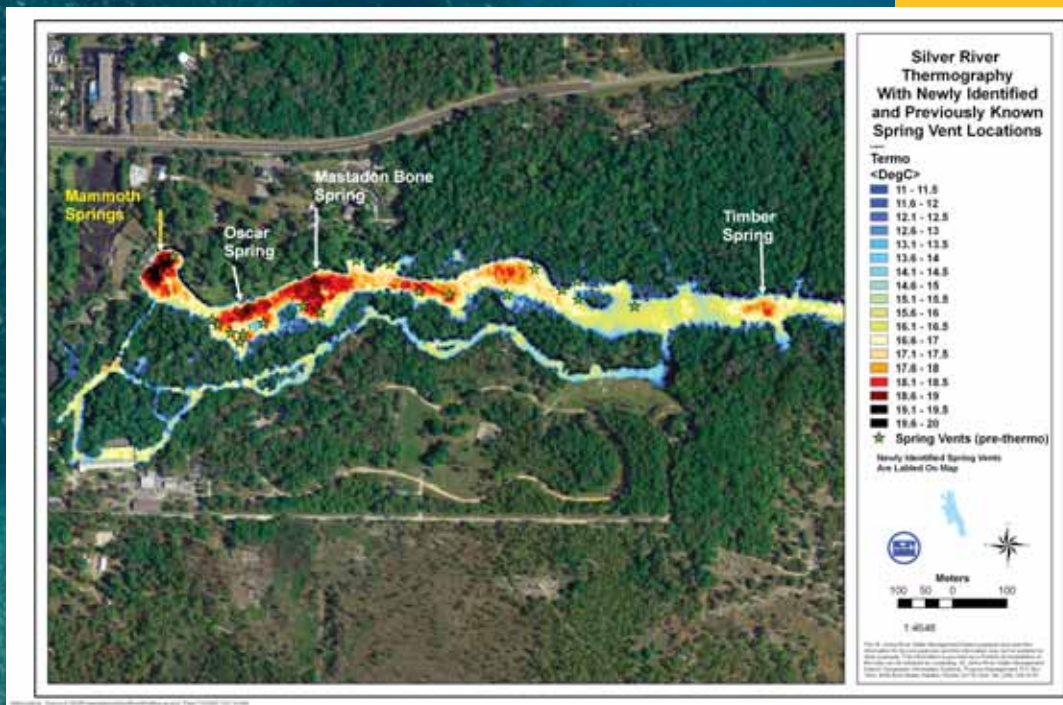 Silver River
Thermography
With Newly Identified
and Previously Known
Spring Vent Locations
Termo
<DegC>
11 - 11.5
11.6 - 12
12.1 - 12.5
12.6 - 13
13.1 - 13.5
13.6 - 14
14.1 - 14.5
14.6 - 15
15.1 - 15.5
15.6 - 16
16.1 - 16.5
16.6 - 17
17.1 - 17.5
17.6 - 18
18.1 - 18.5
18.6 - 19
19.1 - 19.5
19.6 - 20
Spring Vents (pre-thermo)
Newly Identified Spring Vents
Are Labled On Map
Meters
100 50 0 100
1:4548
Mammoth
Springs
Oscar
Spring
Mastadon Bone
Spring
Timber
Spring